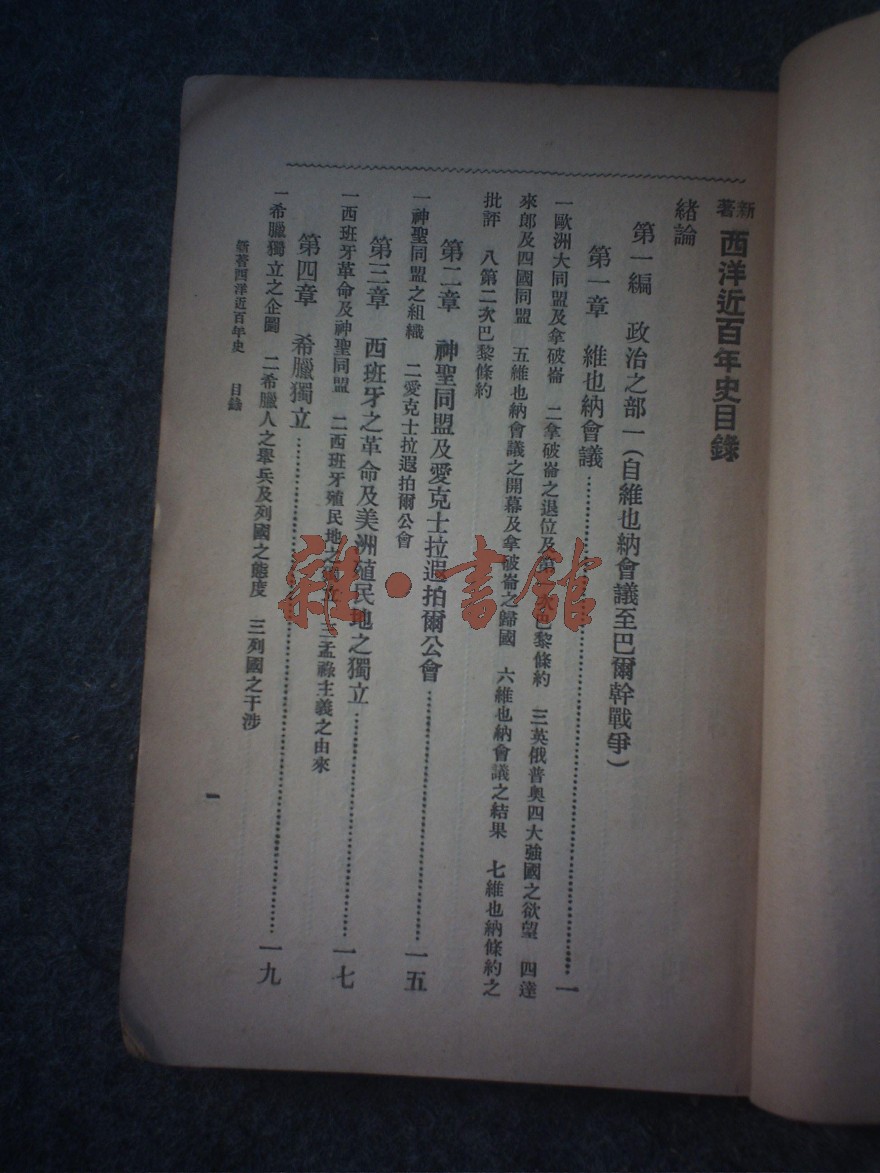 新著 西洋近百年史目錄
緒論
第一編 政治之部一(自維也納會議至巴爾幹戰爭)
第一章 維也納會議……一
一歐洲大同盟及拿破崙 二拿破崙之退位及第一次巴黎條約 三英俄普奧四大強國之欲望 四達
來郎及四國同盟 五維也納會議之開幕及拿破崙之歸國 六維也納會議之結果 七維也納條約之
批評 八第二次巴黎條約
第二章 神聖同盟及愛克士拉遐拍爾公會……一五
一神聖同盟之組織 二愛克士拉遐拍爾公會
第三章 西班牙之革命及美洲殖民地之獨立……一七
一西班牙革命及神聖同盟 二西班牙殖民地之獨立 三孟祿主義之由來
第四章 希臘獨立……一九
一希臘獨立之企圖 二希臘人之舉兵及列國之態度 三列國之干涉
新著西洋近百年史 目錄
一
雜·書館